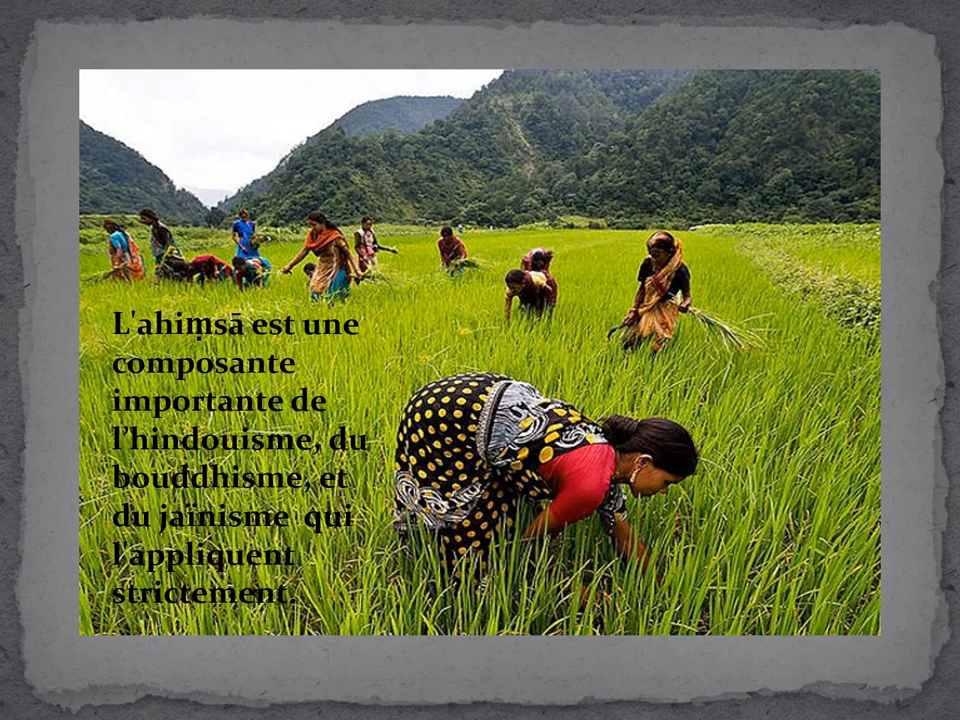 L'ahiṃsā est une
composante
importante de
l'hindouisme, du
bouddhisme, et
du jaïnisme  qui
l'appliquent
strictement.